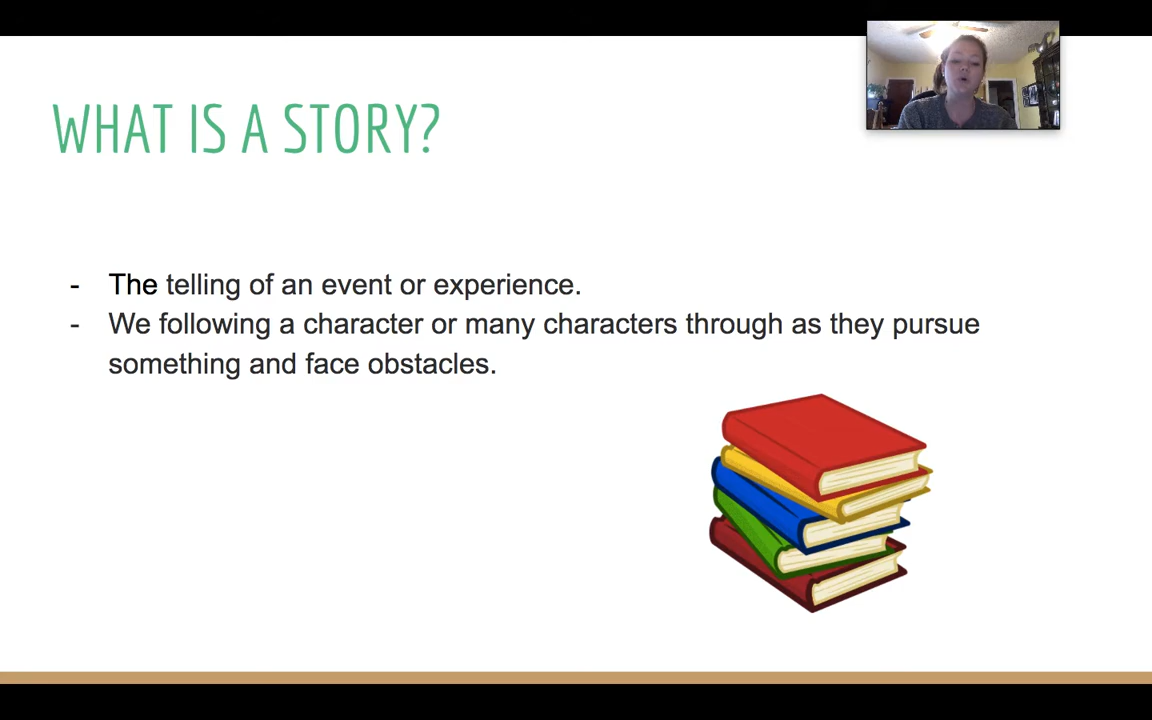 WHAT IS A STORY?
- The telling of an event or experience.
- We following a character or many characters through as they pursue
something and face obstacles.